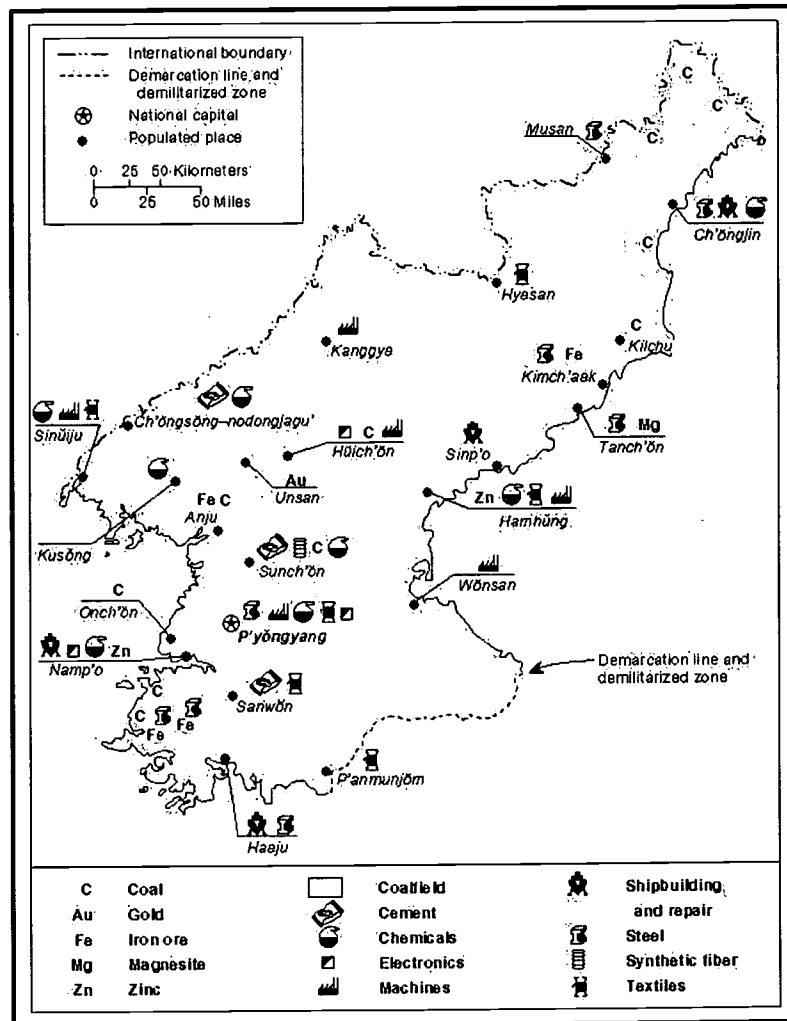 International boundary
Demarcation line and
demilitarized zone
National capital
Populated place
0 25 50 Kilometers
0 25 50 Miles
C
C
Musan
C
Ch'ŏngjin
C
Hyesan
Kanggye
C
Kilchu
Fe
Kimch'aek
Ch'ŏngsŏng–nodongjagu
Mg
Tanch'ŏn
Sinŭiju
C
Hŭich'ŏn
Sinp'o
Au
Unsan
Zn
Hamhŭng
Fe C
Anju
Kusŏng
C
Sunch'ŏn
Wŏnsan
C
Onch'ŏn
P'yŏngyang
Zn
Namp'o
Demarcation line and
demilitarized zone
Sariwŏn
C
C
Fe
Fe
P'anmunjŏm
Haeju
C Coal
Au Gold
Fe Iron ore
Mg Magnesite
Zn Zinc
Coalfield
Cement
Chemicals
Electronics
Machines
Shipbuilding
and repair
Steel
Synthetic fiber
Textiles